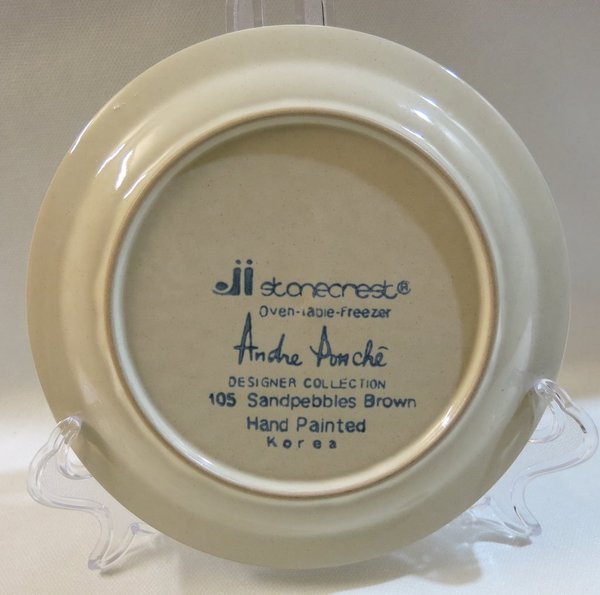 ji stonecrest®
Oven-Table-Freezer
Andre Ponché
DESIGNER COLLECTION
105 Sandpebbles Brown
Hand Painted
Korea